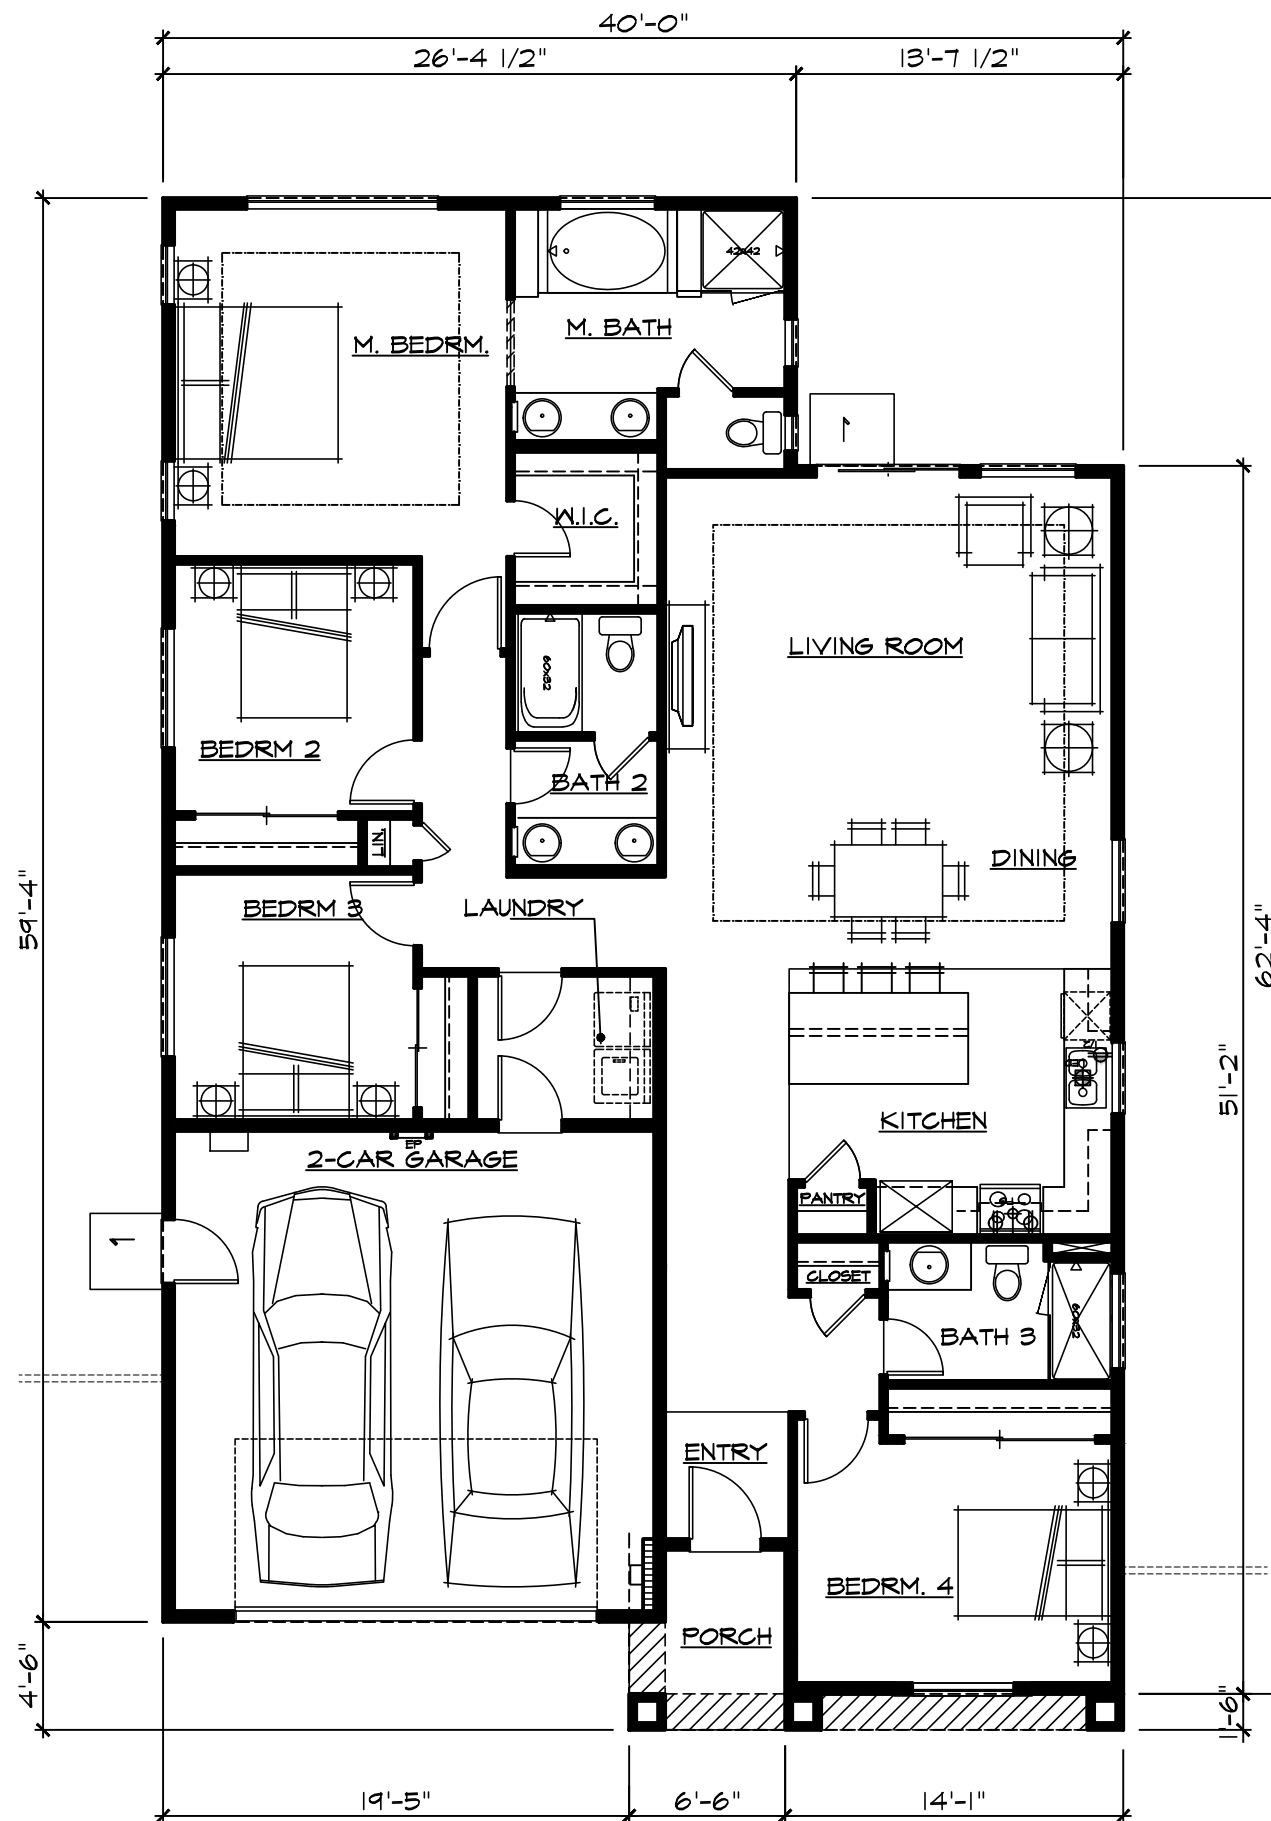 40'-0"
26'-4 1/2"
13'-7 1/2"
42x42
M. BATH
M. BEDRM.
1
W.I.C.
LIVING ROOM
60x32
BEDRM 2
BATH 2
LIN
DINING
BEDRM 3
LAUNDRY
59'-4"
62'-4"
51'-2"
KITCHEN
EP
2-CAR GARAGE
PANTRY
1
CLOSET
60x32
BATH 3
ENTRY
BEDRM. 4
PORCH
4'-6"
1'-6"
19'-5"
6'-6"
14'-1"